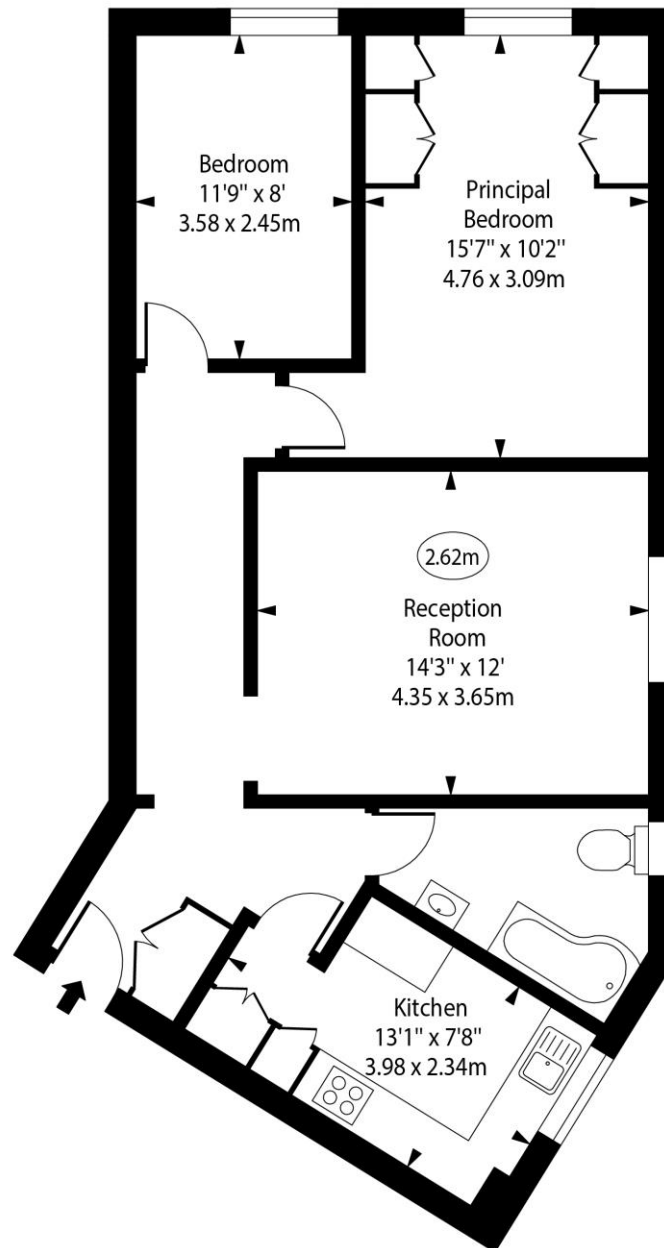 Bedroom
11'9" x 8'
3.58 x 2.45m
Principal
Bedroom
15'7" x 10'2"
4.76 x 3.09m
2.62m
Reception
Room
14'3" x 12'
4.35 x 3.65m
Kitchen
13'1" x 7'8"
3.98 x 2.34m